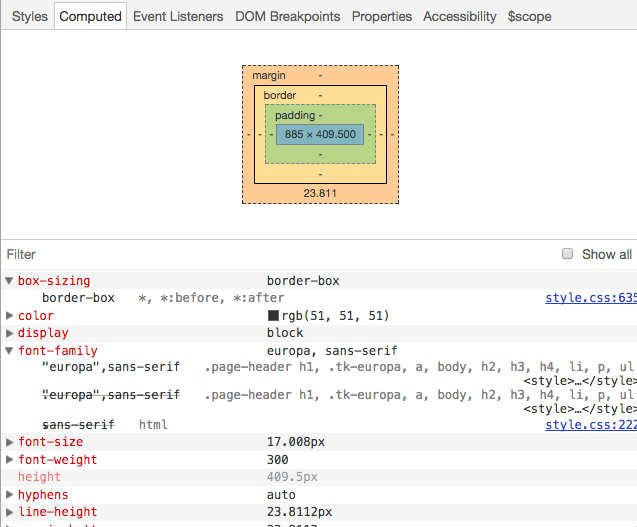 Styles Computed Event Listeners DOM Breakpoints Properties Accessibility $scope
margin -
border -
padding -
- - - 885 × 409.500 - - -
-
-
23.811
Filter Show all
box-sizing border-box
border-box *, *:before, *:after style.css:635
color rgb(51, 51, 51)
display block
font-family europa, sans-serif
"europa",sans-serif .page-header h1, .tk-europa, a, body, h2, h3, h4, li, p, ul
<style>…</style>
"europa",sans-serif .page-header h1, .tk-europa, a, body, h2, h3, h4, li, p, ul
<style>…</style>
sans-serif html style.css:222
font-size 17.008px
font-weight 300
height 409.5px
hyphens auto
line-height 23.8112px